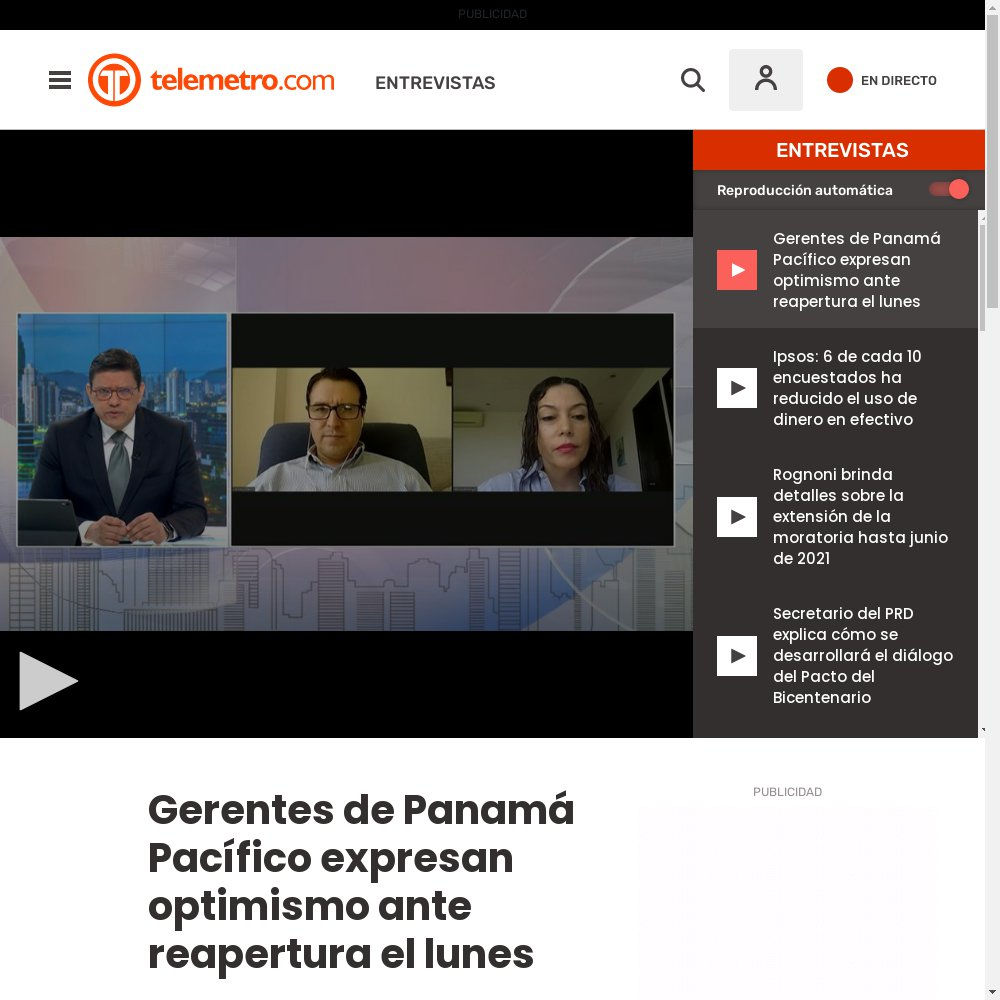 PUBLICIDAD
telemetro.com
ENTREVISTAS
EN DIRECTO
ENTREVISTAS
Reproducción automática
Gerentes de Panamá
Pacífico expresan
optimismo ante
reapertura el lunes
Ipsos: 6 de cada 10
encuestados ha
reducido el uso de
dinero en efectivo
Rognoni brinda
detalles sobre la
extensión de la
moratoria hasta junio
de 2021
Secretario del PRD
explica cómo se
desarrollará el diálogo
del Pacto del
Bicentenario
Gerentes de Panamá
Pacífico expresan
optimismo ante
reapertura el lunes
PUBLICIDAD